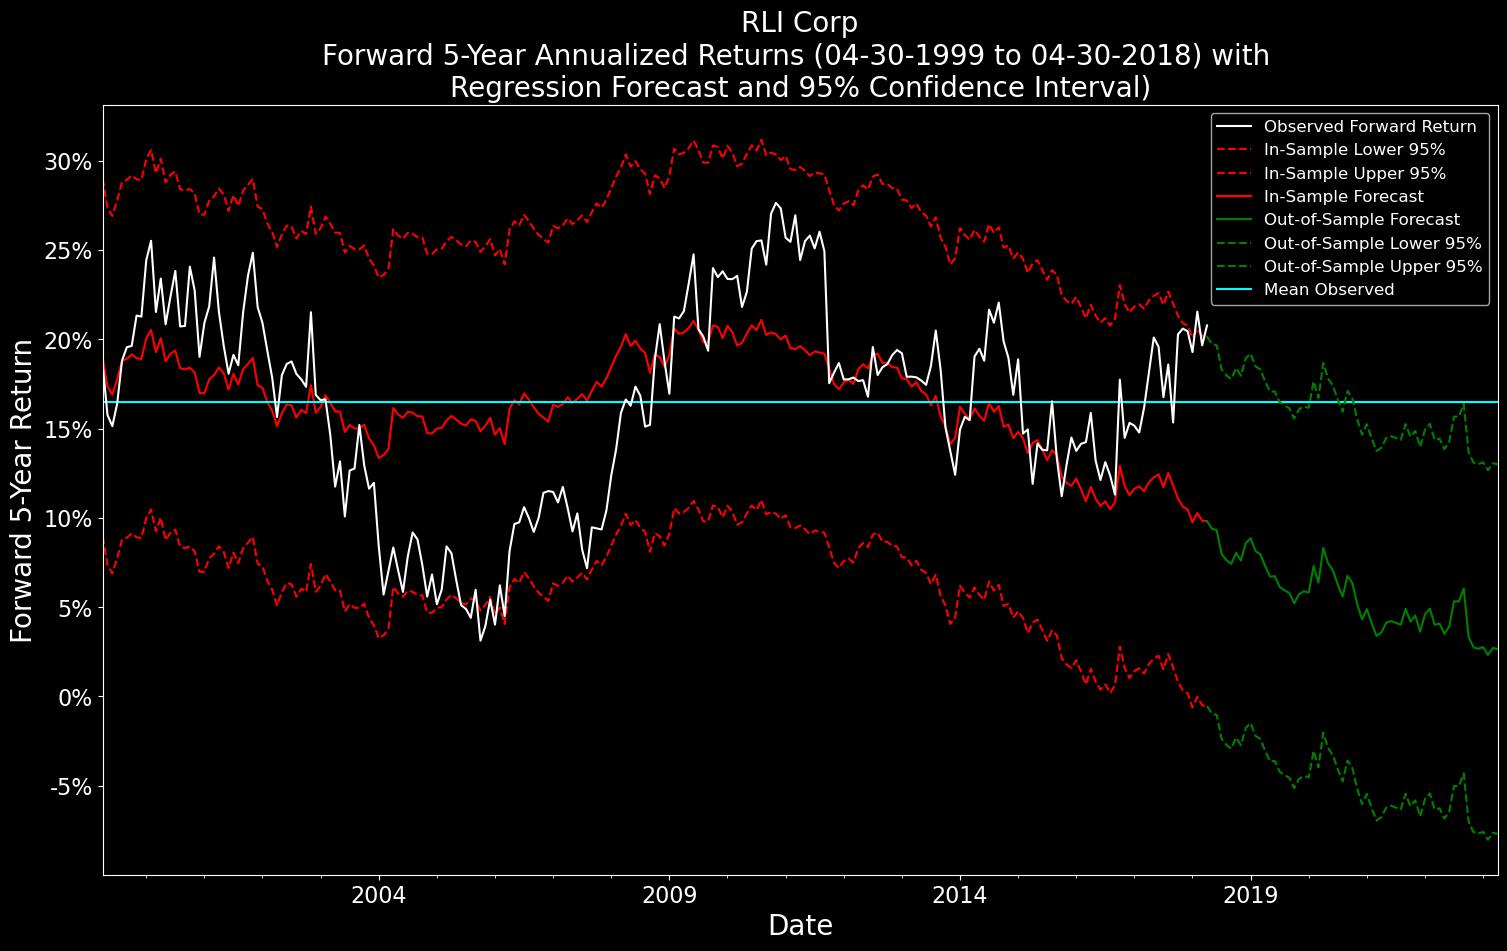 RLI Corp
Forward 5-Year Annualized Returns (04-30-1999 to 04-30-2018) with
Regression Forecast and 95% Confidence Interval)
Observed Forward Return
In-Sample Lower 95%
In-Sample Upper 95%
In-Sample Forecast
Out-of-Sample Forecast
Out-of-Sample Lower 95%
Out-of-Sample Upper 95%
Mean Observed
Forward 5-Year Return
30%
25%
20%
15%
10%
5%
0%
-5%
2004
2009
2014
2019
Date